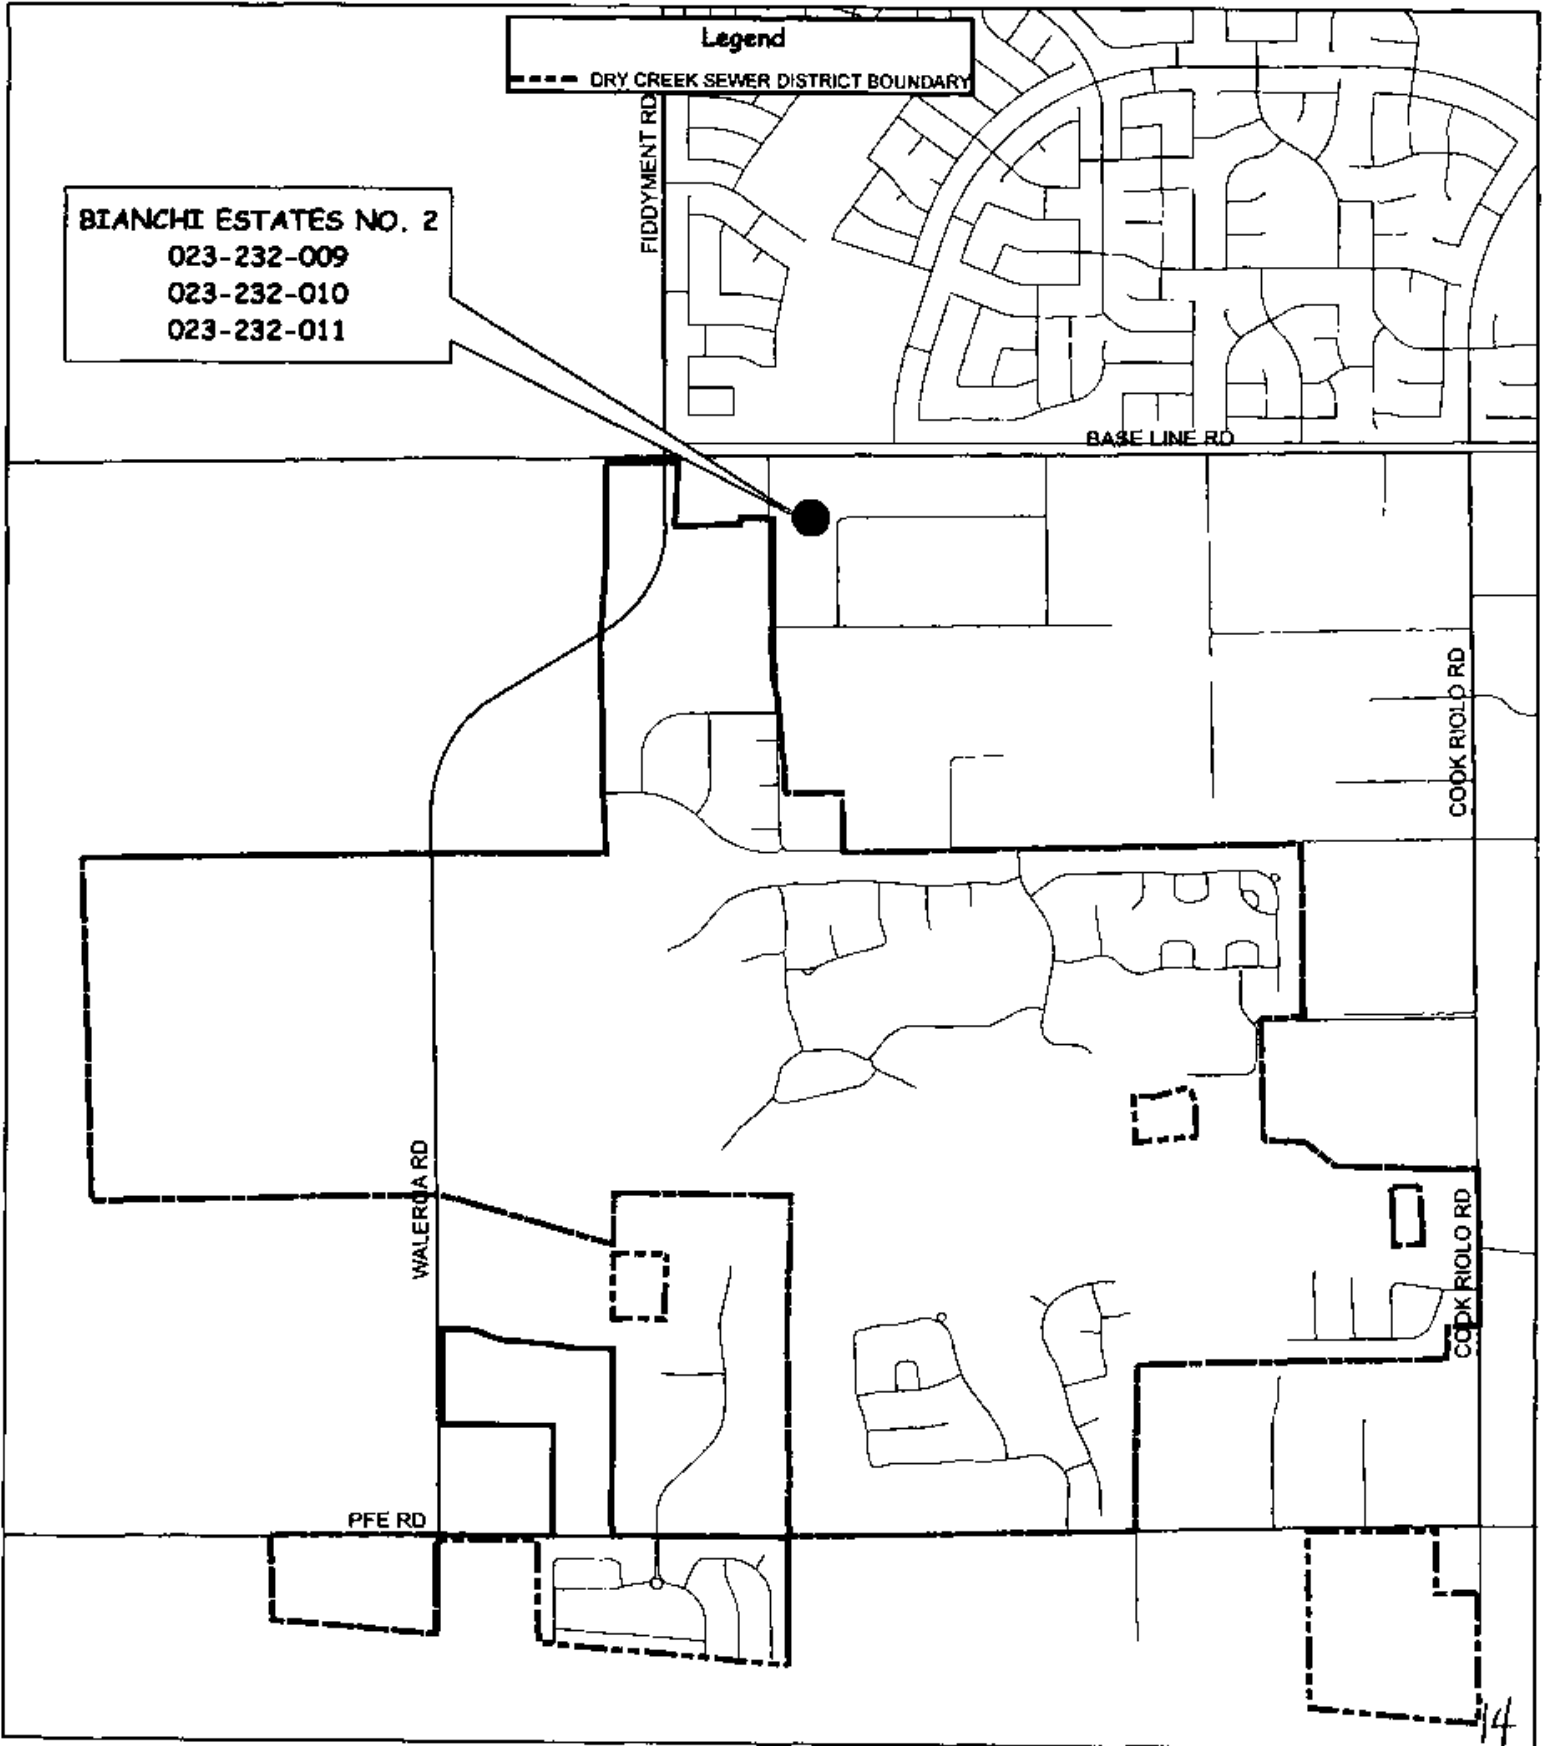 Legend
DRY CREEK SEWER DISTRICT BOUNDARY
FIDDYMENT RD
BIANCHI ESTATES NO. 2
023-232-009
023-232-010
023-232-011
BASE LINE RD
COOK RIOLO RD
WALERGA RD
COOK RIOLO RD
PFE RD
14